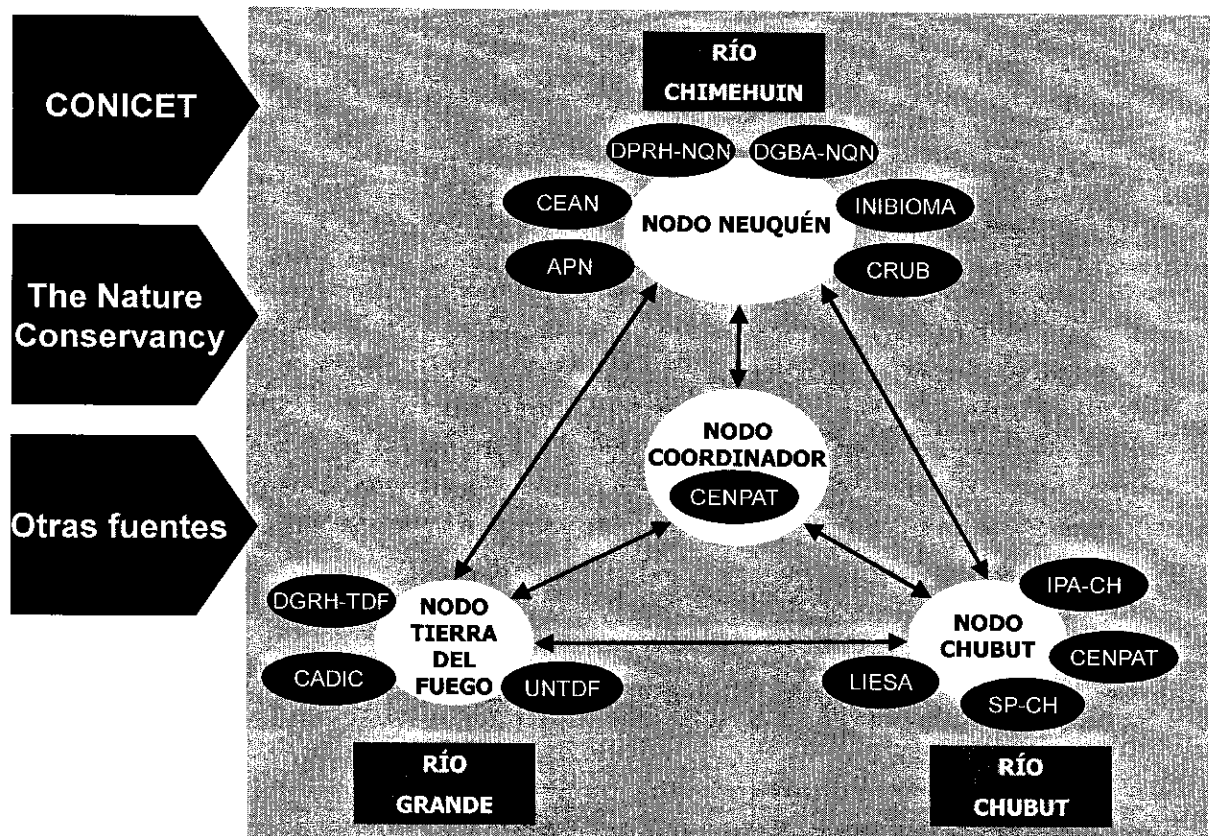 CONICET
The Nature
Conservancy
Otras fuentes
RÍO
CHIMEHUIN
DPRH-NQN
DGBA-NQN
CEAN
INIBIOMA
NODO NEUQUÉN
APN
CRUB
NODO
COORDINADOR
CENPAT
DGRH-TDF
NODO
TIERRA
DEL
FUEGO
CADIC
UNTDF
IPA-CH
NODO
CHUBUT
CENPAT
LIESA
SP-CH
RÍO
GRANDE
RÍO
CHUBUT